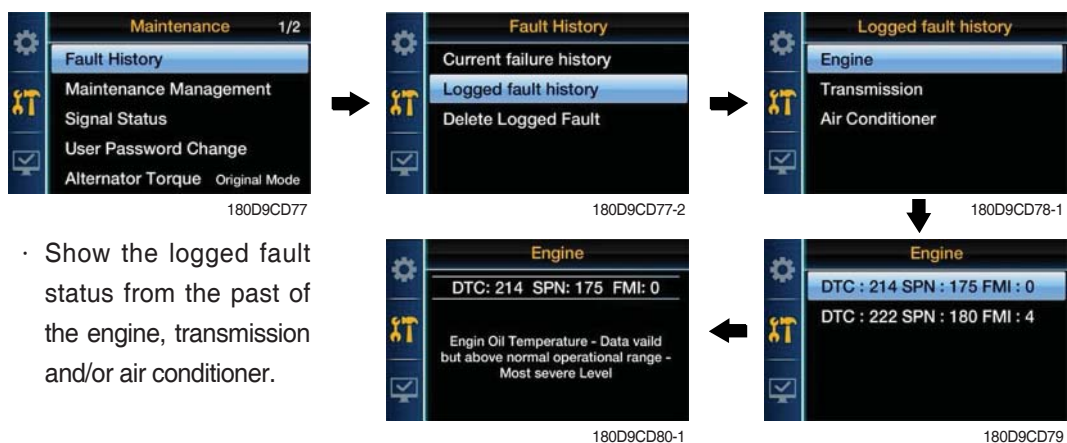 Maintenance 1/2
Fault History
Maintenance Management
Signal Status
User Password Change
Alternator Torque Original Mode
180D9CD77
Fault History
Current failure history
Logged fault history
Delete Logged Fault
180D9CD77-2
Logged fault history
Engine
Transmission
Air Conditioner
180D9CD78-1
· Show the logged fault
status from the past of
the engine, transmission
and/or air conditioner.
Engine
DTC : 214 SPN : 175 FMI : 0
DTC : 222 SPN : 180 FMI : 4
180D9CD79
Engine
DTC: 214 SPN: 175 FMI: 0
Engin Oil Temperature - Data vaild
but above normal operational range -
Most severe Level
180D9CD80-1